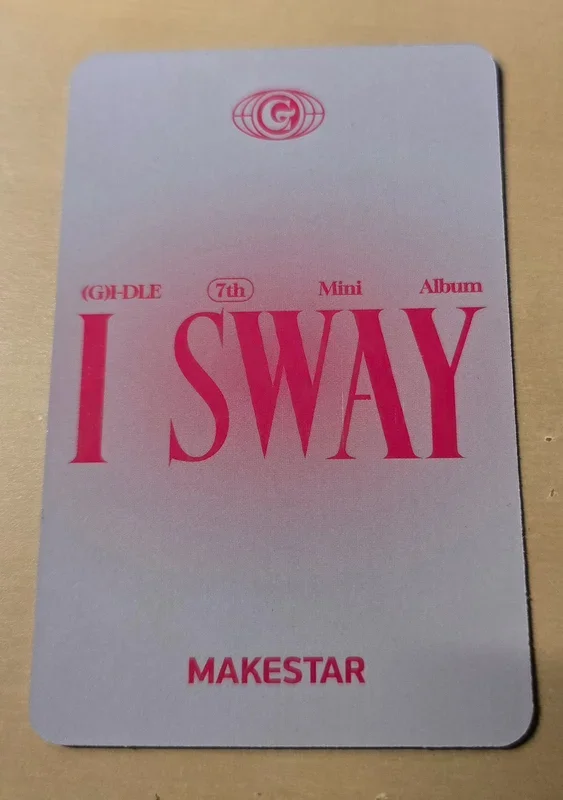 G
(G)I-DLE 7th Mini Album
I SWAY
MAKESTAR